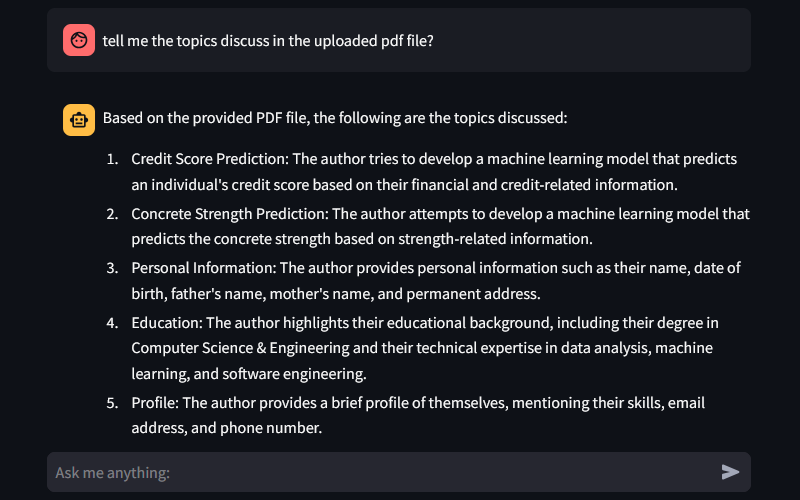 tell me the topics discuss in the uploaded pdf file?
Based on the provided PDF file, the following are the topics discussed:
1. Credit Score Prediction: The author tries to develop a machine learning model that predicts
an individual's credit score based on their financial and credit-related information.
2. Concrete Strength Prediction: The author attempts to develop a machine learning model that
predicts the concrete strength based on strength-related information.
3. Personal Information: The author provides personal information such as their name, date of
birth, father's name, mother's name, and permanent address.
4. Education: The author highlights their educational background, including their degree in
Computer Science & Engineering and their technical expertise in data analysis, machine
learning, and software engineering.
5. Profile: The author provides a brief profile of themselves, mentioning their skills, email
address, and phone number.
Ask me anything: